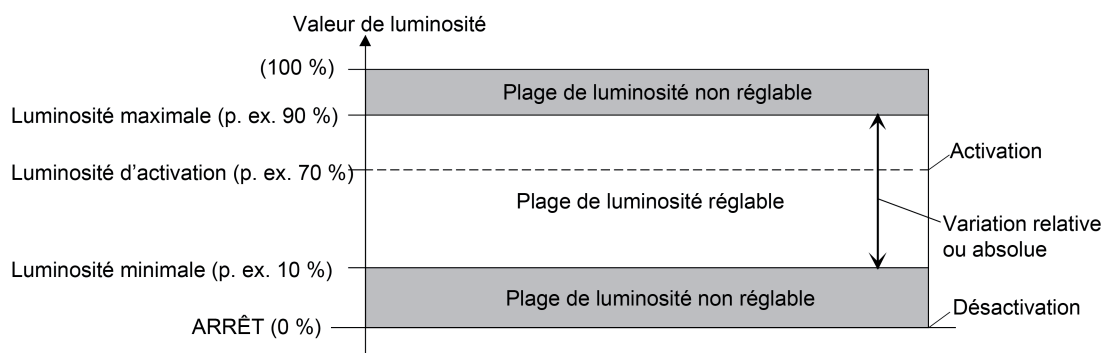 Valeur de luminosité
(100 %)
Plage de luminosité non réglable
Luminosité maximale (p. ex. 90 %)
Activation
Luminosité d'activation (p. ex. 70 %)
Plage de luminosité réglable
Variation relative
ou absolue
Luminosité minimale (p. ex. 10 %)
Plage de luminosité non réglable
Désactivation
ARRÊT (0 %)